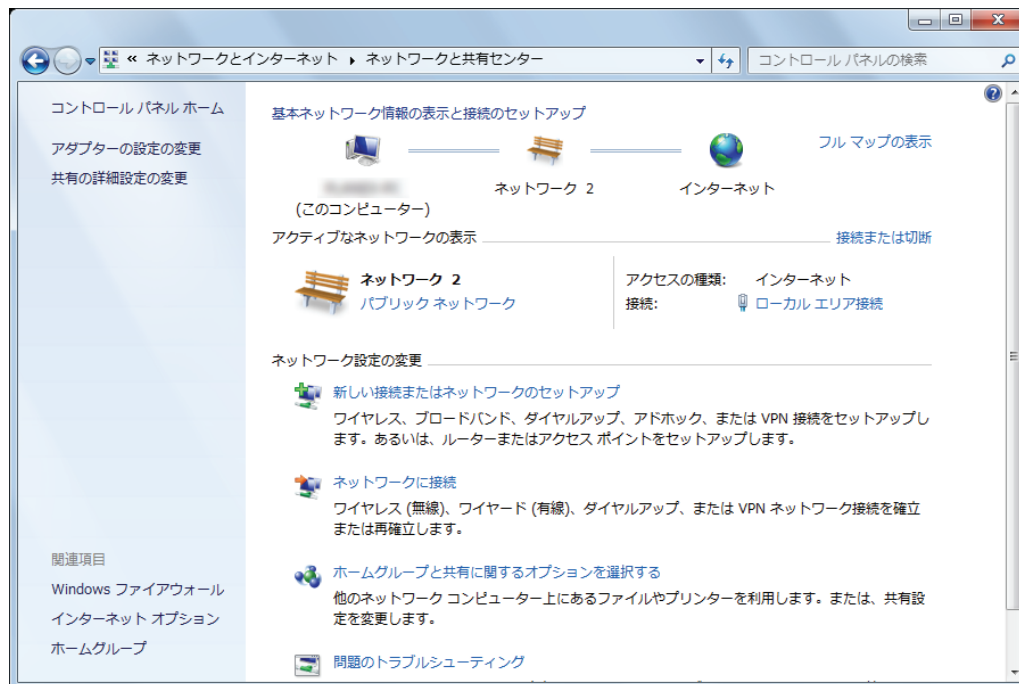 « ネットワークとインターネット ▸ ネットワークと共有センター
コントロール パネルの検索
コントロール パネル ホーム
アダプターの設定の変更
共有の詳細設定の変更
基本ネットワーク情報の表示と接続のセットアップ
フル マップの表示
ネットワーク 2
インターネット
(このコンピューター)
アクティブなネットワークの表示
接続または切断
ネットワーク 2
パブリック ネットワーク
アクセスの種類: インターネット
接続: ローカル エリア接続
ネットワーク設定の変更
新しい接続またはネットワークのセットアップ
ワイヤレス、ブロードバンド、ダイヤルアップ、アドホック、または VPN 接続をセットアップし
ます。あるいは、ルーターまたはアクセス ポイントをセットアップします。
ネットワークに接続
ワイヤレス (無線)、ワイヤード (有線)、ダイヤルアップ、または VPN ネットワーク接続を確立
または再確立します。
ホームグループと共有に関するオプションを選択する
他のネットワーク コンピューター上にあるファイルやプリンターを利用します。または、共有設
定を変更します。
問題のトラブルシューティング
関連項目
Windows ファイアウォール
インターネット オプション
ホームグループ